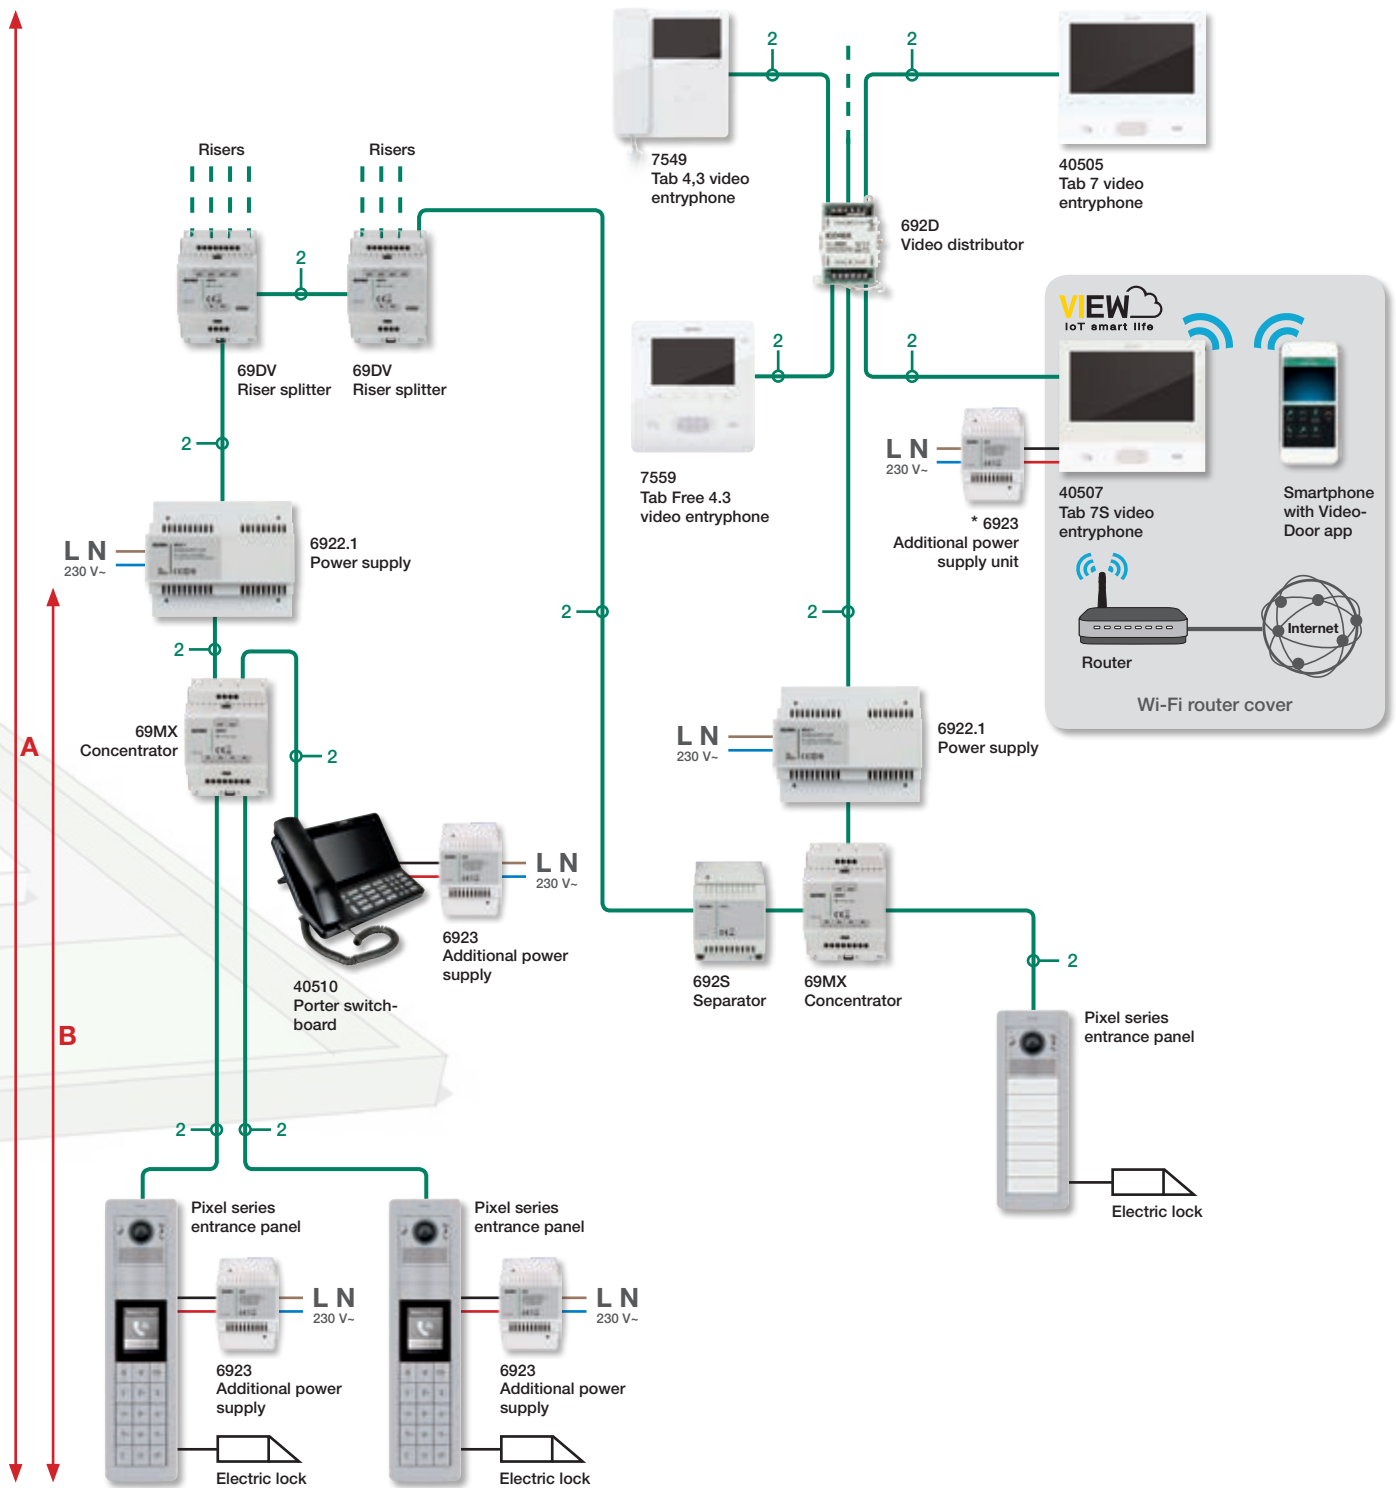 Risers
Risers
2
69DV
Riser splitter
69DV
Riser splitter
2
L N
230 V~
6922.1
Power supply
2
69MX
Concentrator
2
A
B
40510
Porter switch-
board
6923
Additional power
supply
L N
230 V~
2
2
Pixel series
entrance panel
L N
230 V~
6923
Additional power
supply
Electric lock
Pixel series
entrance panel
L N
230 V~
6923
Additional power
supply
Electric lock
2
2
7549
Tab 4,3 video
entryphone
40505
Tab 7 video
entryphone
692D
Video distributor
2
2
7559
Tab Free 4.3
video entryphone
VIEW
IoT smart life
L N
230 V~
* 6923
Additional power
supply unit
40507
Tab 7S video
entryphone
Smartphone
with Video-
Door app
Router
Internet
Wi-Fi router cover
2
2
L N
230 V~
6922.1
Power supply
692S
Separator
69MX
Concentrator
2
Pixel series
entrance panel
Electric lock